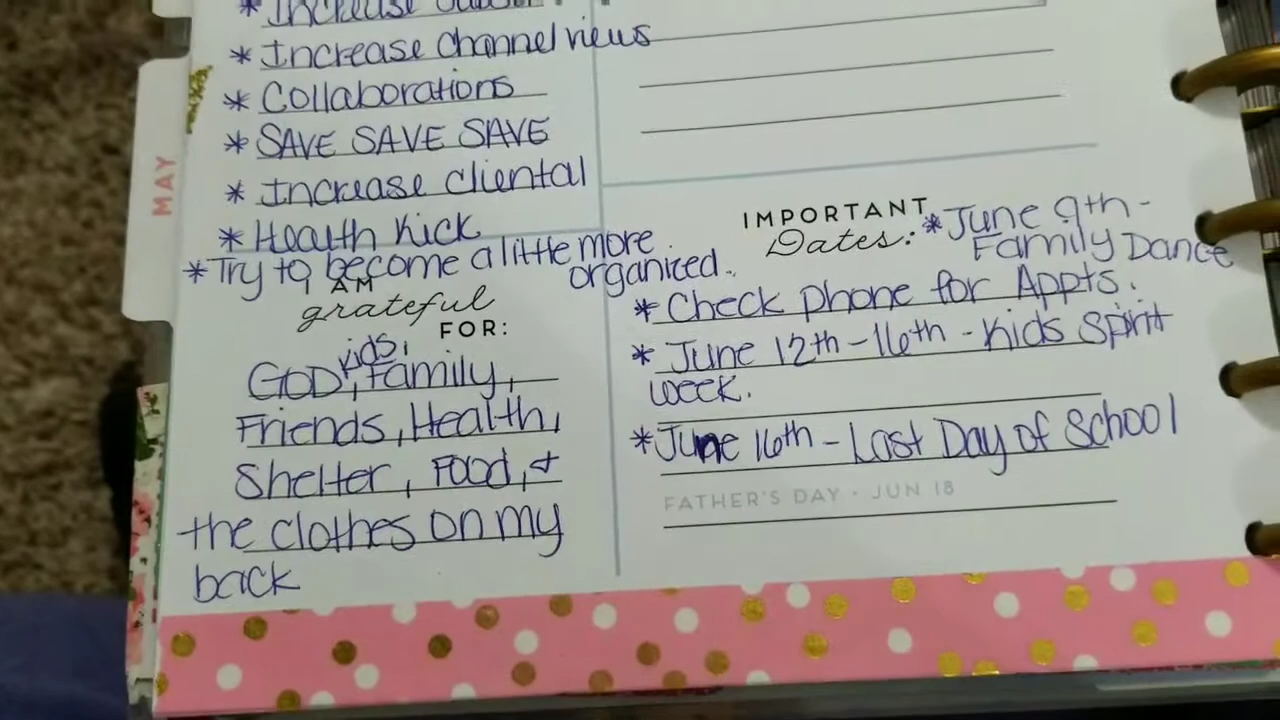 * Increase
* Increase Channel views
* Collaborations
* SAVE SAVE SAVE
* Increase cliental
* Health Kick
* Try to become a little more
organized.
AM
grateful
FOR:
kids,
GOD, Family,
Friends, Health,
Shelter, Food, &
the clothes on my
back
MAY
IMPORTANT
Dates:
* June 9th -
Family Dance
* Check phone for Appts.
* June 12th - 16th - Kids Spirit
week.
* June 16th - Last Day of School
FATHER'S DAY • JUN 18